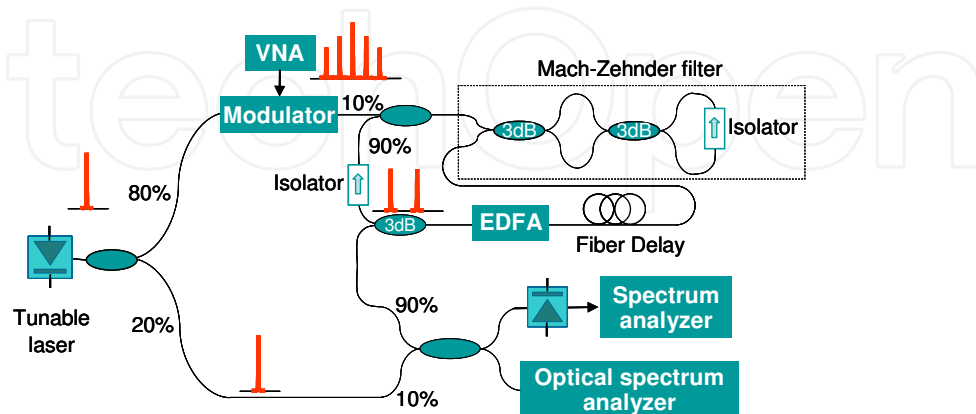 techOpen
VNA
Mach-Zehnder filter
Modulator
10%
3dB
3dB
Isolator
90%
Isolator
80%
3dB
EDFA
Fiber Delay
Tunable
laser
20%
90%
Spectrum
analyzer
10%
Optical spectrum
analyzer